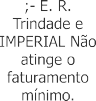 ;- E. R.
Trindade e
IMPERIAL Não
atinge o
faturamento
mínimo.